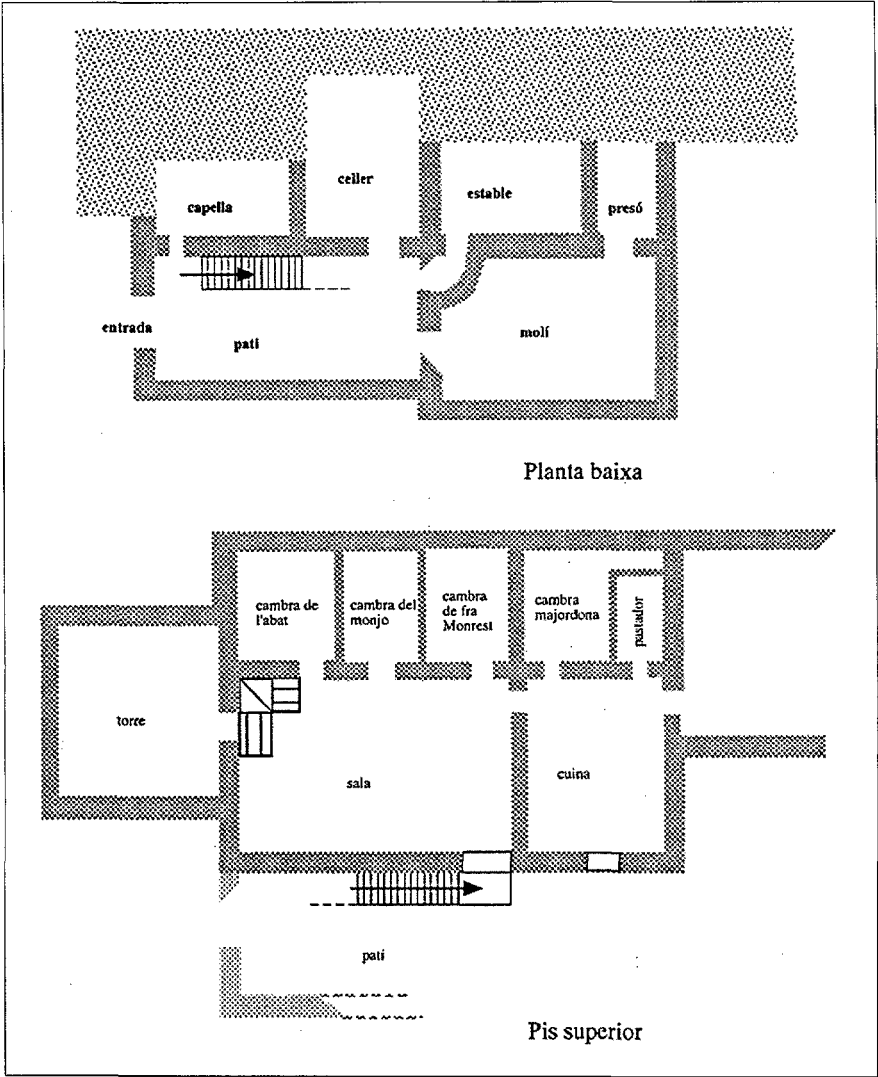 capella
celler
estable
presó
entrada
pati
molí
Planta baixa
cambra de
l'abat
cambra del
monjo
cambra
de fra
Monrest
cambra
majordona
pastador
torre
sala
cuina
pati
Pis superior